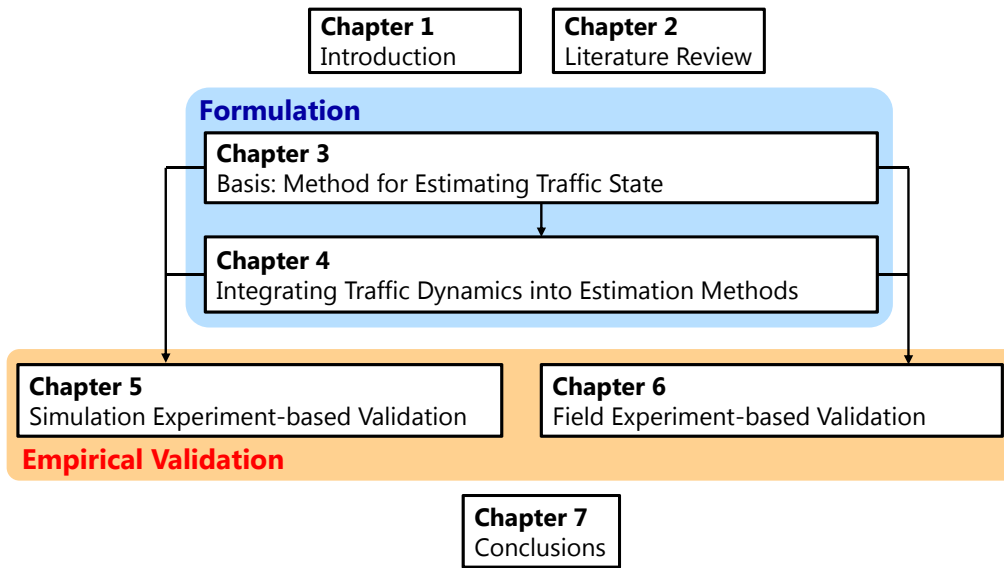 Chapter 1
Introduction
Chapter 2
Literature Review
Formulation
Chapter 3
Basis: Method for Estimating Traffic State
Chapter 4
Integrating Traffic Dynamics into Estimation Methods
Chapter 5
Simulation Experiment-based Validation
Chapter 6
Field Experiment-based Validation
Empirical Validation
Chapter 7
Conclusions